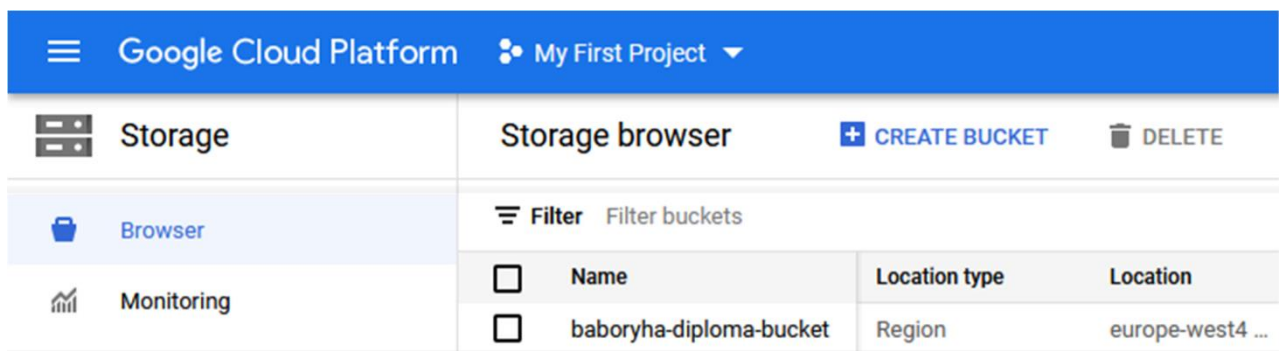 Google Cloud Platform My First Project
Storage Storage browser CREATE BUCKET DELETE
Browser Filter Filter buckets
Monitoring Name Location type Location
baboryha-diploma-bucket Region europe-west4 ...